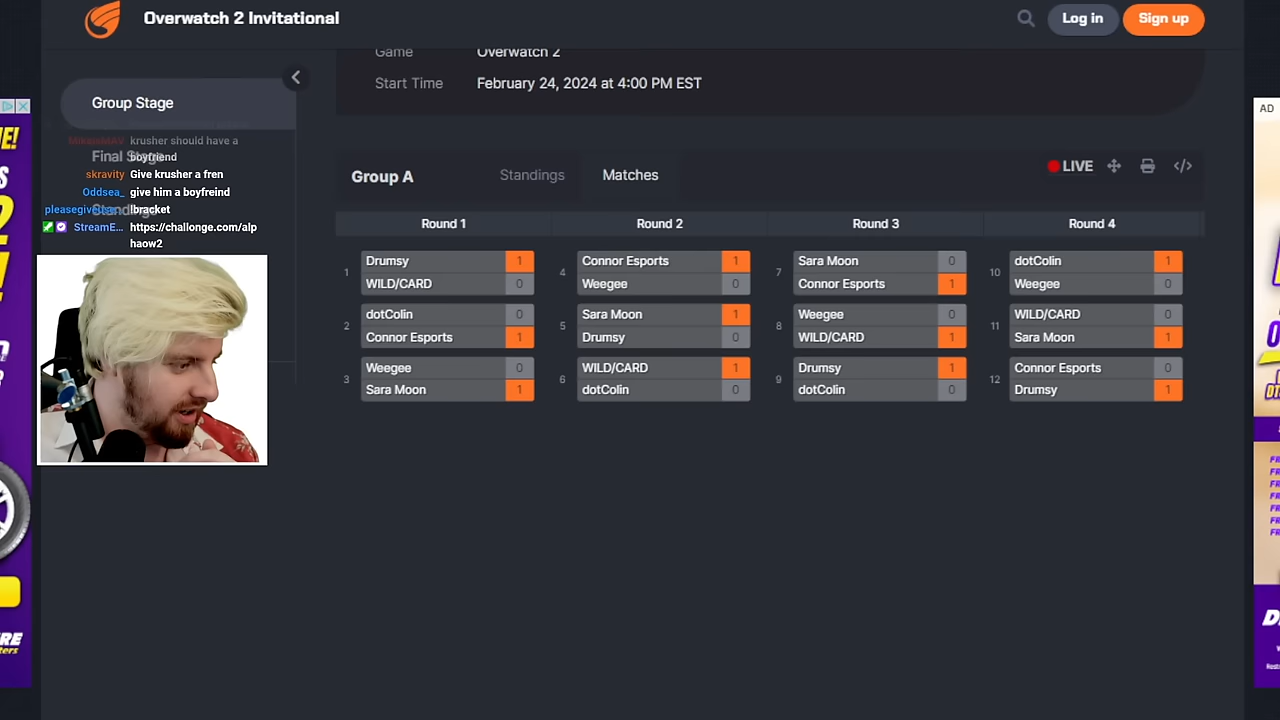 Overwatch 2 Invitational
Log in
Sign up
Game Overwatch 2
Start Time February 24, 2024 at 4:00 PM EST
Group Stage
Final Stage
krusher should have a
boyfriend
skravity Give krusher a fren
Oddsea_ give him a boyfreind
!bracket
StreamE... https://challonge.com/alp
haow2
Group A
Standings
Matches
LIVE
Round 1
Round 2
Round 3
Round 4
1
Drumsy 1
WILD/CARD 0
2
dotColin 0
Connor Esports 1
3
Weegee 0
Sara Moon 1
4
Connor Esports 1
Weegee 0
5
Sara Moon 1
Drumsy 0
6
WILD/CARD 1
dotColin 0
7
Sara Moon 0
Connor Esports 1
8
Weegee 0
WILD/CARD 1
9
Drumsy 1
dotColin 0
10
dotColin 1
Weegee 0
11
WILD/CARD 0
Sara Moon 1
12
Connor Esports 0
Drumsy 1
AD